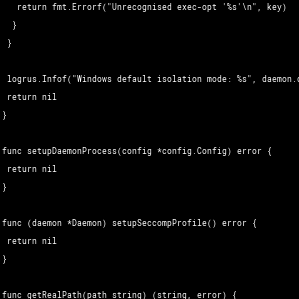 return fmt.Errorf("Unrecognised exec-opt '%s'\n", key)
}
}
logrus.Infof("Windows default isolation mode: %s", daemon.
return nil
}
func setupDaemonProcess(config *config.Config) error {
return nil
}
func (daemon *Daemon) setupSeccompProfile() error {
return nil
}
func getRealPath(path string) (string, error) {